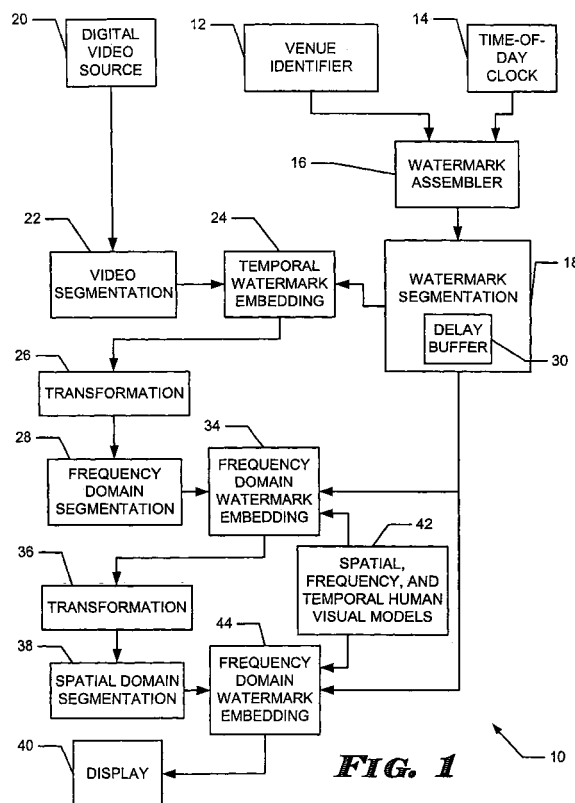 20
DIGITAL
VIDEO
SOURCE
12
VENUE
IDENTIFIER
14
TIME-OF-
DAY
CLOCK
16
WATERMARK
ASSEMBLER
22
VIDEO
SEGMENTATION
24
TEMPORAL
WATERMARK
EMBEDDING
WATERMARK
SEGMENTATION
18
DELAY
BUFFER
30
26
TRANSFORMATION
28
FREQUENCY
DOMAIN
SEGMENTATION
34
FREQUENCY
DOMAIN
WATERMARK
EMBEDDING
42
SPATIAL,
FREQUENCY, AND
TEMPORAL HUMAN
VISUAL MODELS
36
TRANSFORMATION
38
SPATIAL DOMAIN
SEGMENTATION
44
FREQUENCY
DOMAIN
WATERMARK
EMBEDDING
40
DISPLAY
FIG. 1
10